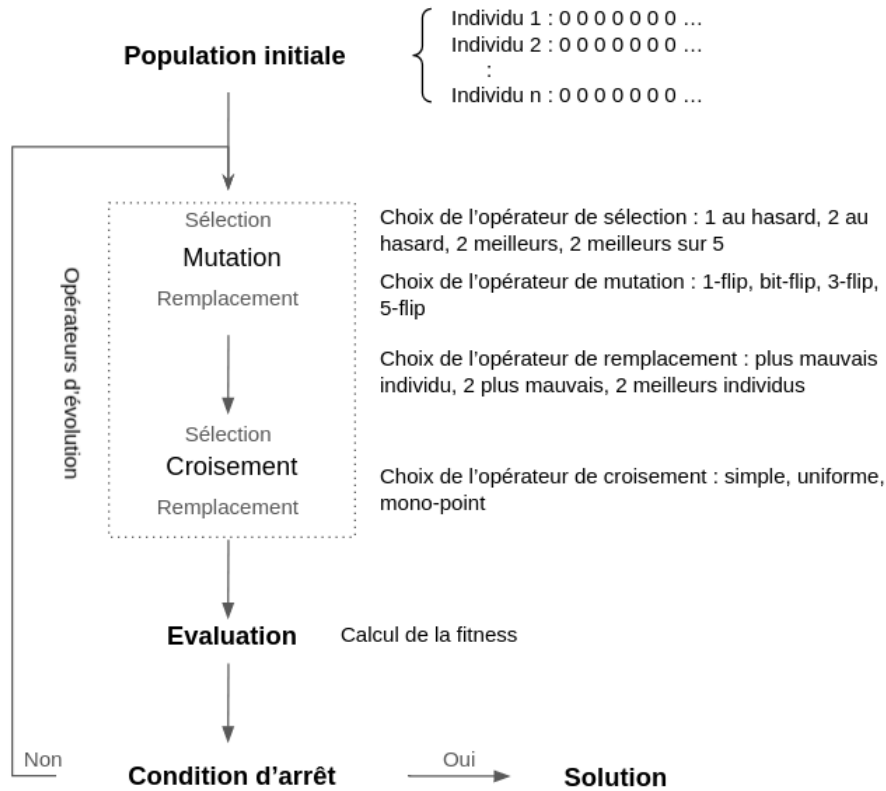 Population initiale
Individu 1 : 0 0 0 0 0 0 0 ...
Individu 2 : 0 0 0 0 0 0 0 ...
:
Individu n : 0 0 0 0 0 0 0 ...
Opérateurs d'évolution
Sélection
Mutation
Remplacement
Choix de l'opérateur de sélection : 1 au hasard, 2 au
hasard, 2 meilleurs, 2 meilleurs sur 5
Choix de l'opérateur de mutation : 1-flip, bit-flip, 3-flip,
5-flip
Choix de l'opérateur de remplacement : plus mauvais
individu, 2 plus mauvais, 2 meilleurs individus
Sélection
Croisement
Remplacement
Choix de l'opérateur de croisement : simple, uniforme,
mono-point
Evaluation
Calcul de la fitness
Non
Condition d'arrêt
Oui
Solution